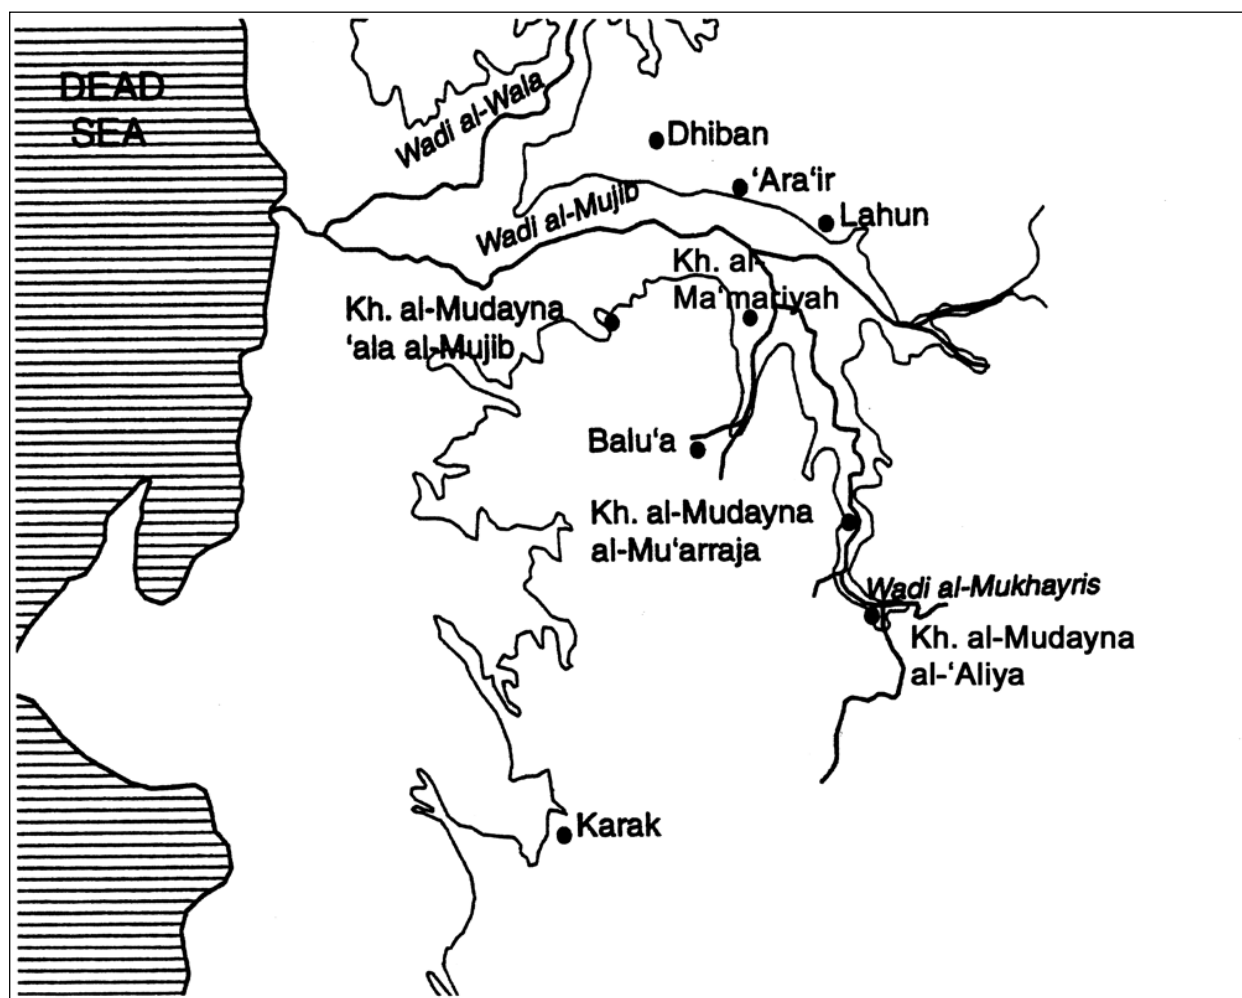 DEAD
SEA
Wadi al-Wala
Dhiban
‘Ara‘ir
Wadi al-Mujib
Lahun
Kh. al-
Ma‘mariyah
Kh. al-Mudayna
‘ala al-Mujib
Balu‘a
Kh. al-Mudayna
al-Mu‘arraja
Wadi al-Mukhayris
Kh. al-Mudayna
al-‘Aliya
Karak